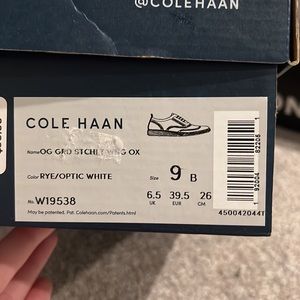 @COLEHAAN
COLE HAAN
Name OG GRD STCHLT WNG OX
Size 9 B
Color RYE/OPTIC WHITE
6.5 39.5 26
UK EUR CM
No. W19538
May be patented. Pat. ColeHaan.com/Patents.html
450042044T